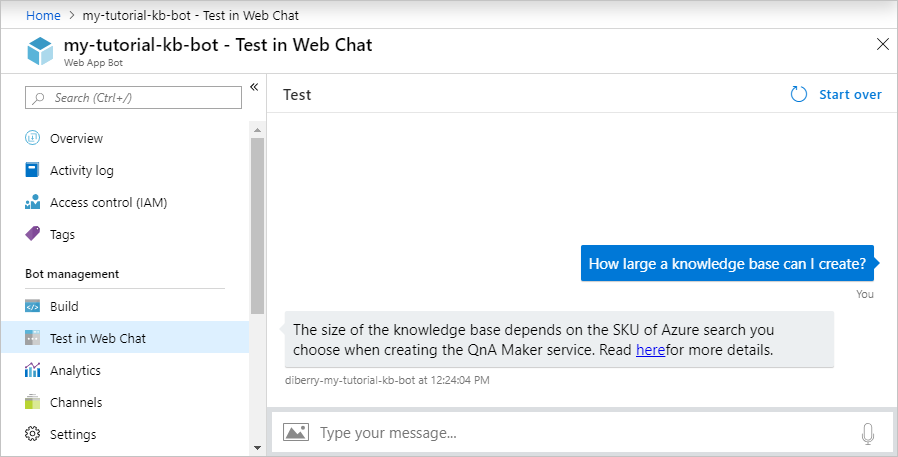 Home > my-tutorial-kb-bot - Test in Web Chat
my-tutorial-kb-bot - Test in Web Chat
Web App Bot
Search (Ctrl+/)
Overview
Activity log
Access control (IAM)
Tags
Bot management
Build
Test in Web Chat
Analytics
Channels
Settings
Test
Start over
How large a knowledge base can I create?
You
The size of the knowledge base depends on the SKU of Azure search you
choose when creating the QnA Maker service. Read herefor more details.
diberry-my-tutorial-kb-bot at 12:24:04 PM
Type your message...